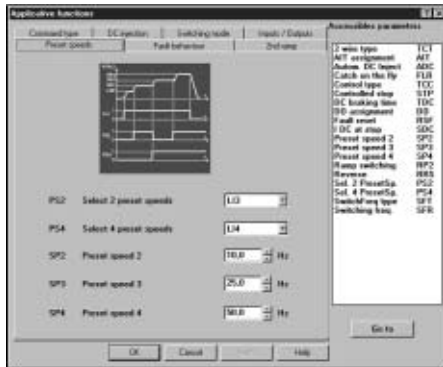 Applicative functions
Command type
DC injection
Switching mode
Inputs / Outputs
Preset speeds
Fault behaviour
2nd ramp
PS2 Select 2 preset speeds LI3
PS4 Select 4 preset speeds LI4
SP2 Preset speed 2 10,0 Hz
SP3 Preset speed 3 25,0 Hz
SP4 Preset speed 4 50,0 Hz
OK Cancel Help
Accessibles parameters
2 wire type TCT
AIT assignment AIT
Autom. DC Inject ADC
Catch on the fly FLR
Control type TCC
Controlled stop STP
DC braking time TDC
DO assignment DO
Fault reset RSF
I DC at stop SDC
Preset speed 2 SP2
Preset speed 3 SP3
Preset speed 4 SP4
Ramp switching RP2
Reverse RRS
Sel. 2 PresetSp. PS2
Sel. 4 PresetSp. PS4
SwitchFreq type SFT
Switching freq. SFR
Go to